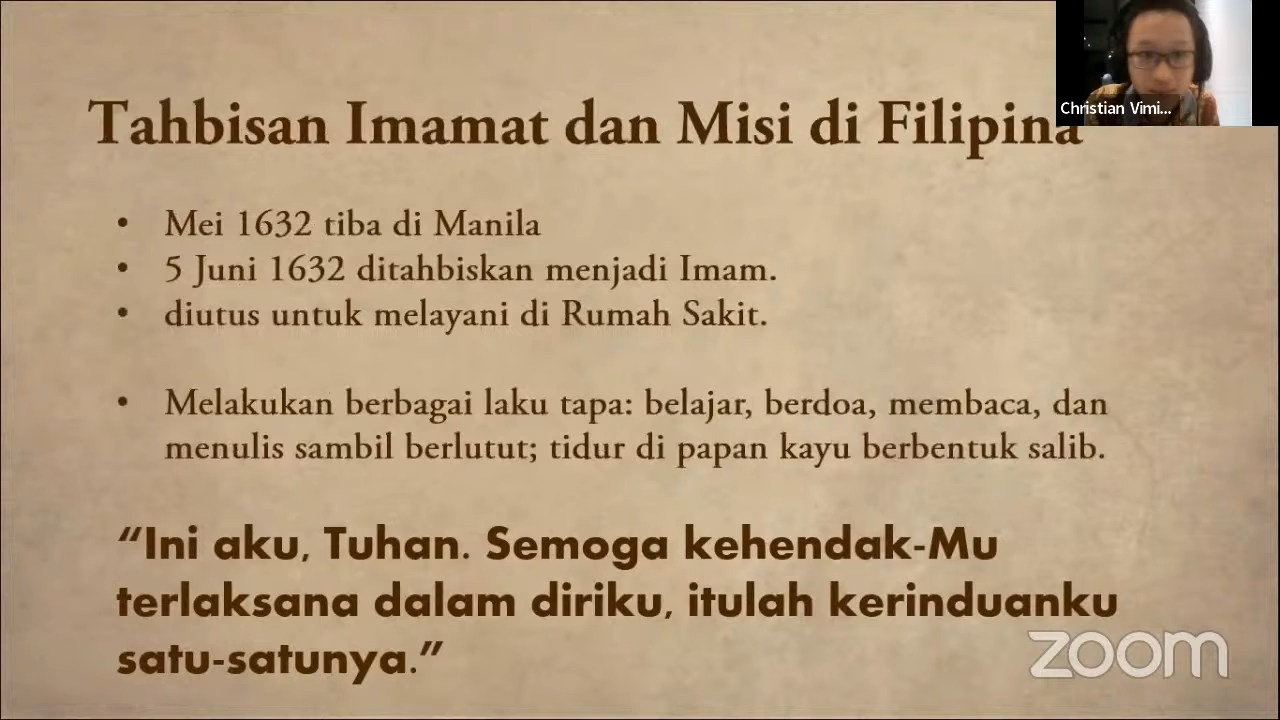 Tahbisan Imamat dan Misi di Filipina
Christian Vimi...
• Mei 1632 tiba di Manila
• 5 Juni 1632 ditahbiskan menjadi Imam.
• diutus untuk melayani di Rumah Sakit.
• Melakukan berbagai laku tapa: belajar, berdoa, membaca, dan
menulis sambil berlutut; tidur di papan kayu berbentuk salib.
“Ini aku, Tuhan. Semoga kehendak-Mu
terlaksana dalam diriku, itulah kerinduanku
satu-satunya.”
zoom